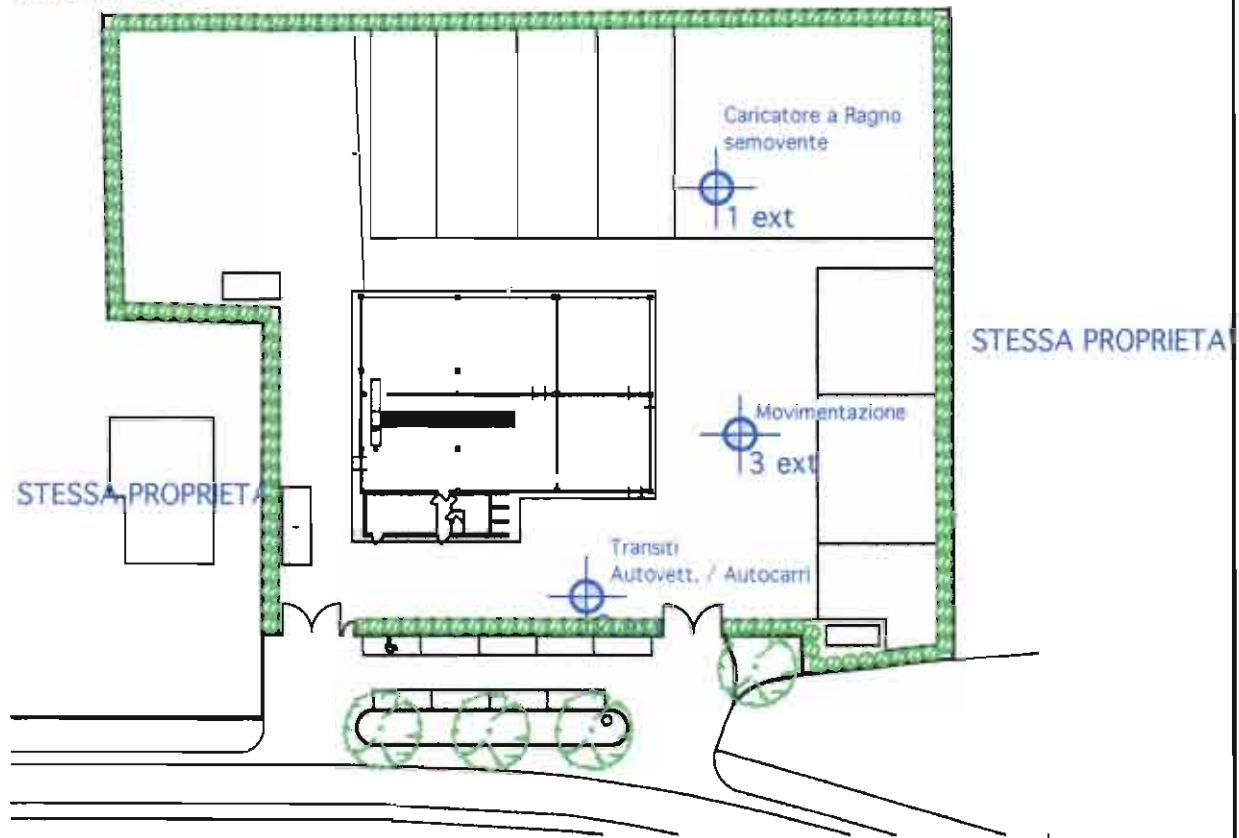 Caricatore a Ragno
semovente
1 ext
STESSA PROPRIETA'
Movimentazione
3 ext
STESSA PROPRIETA
Transiti
Autovett. / Autocarri